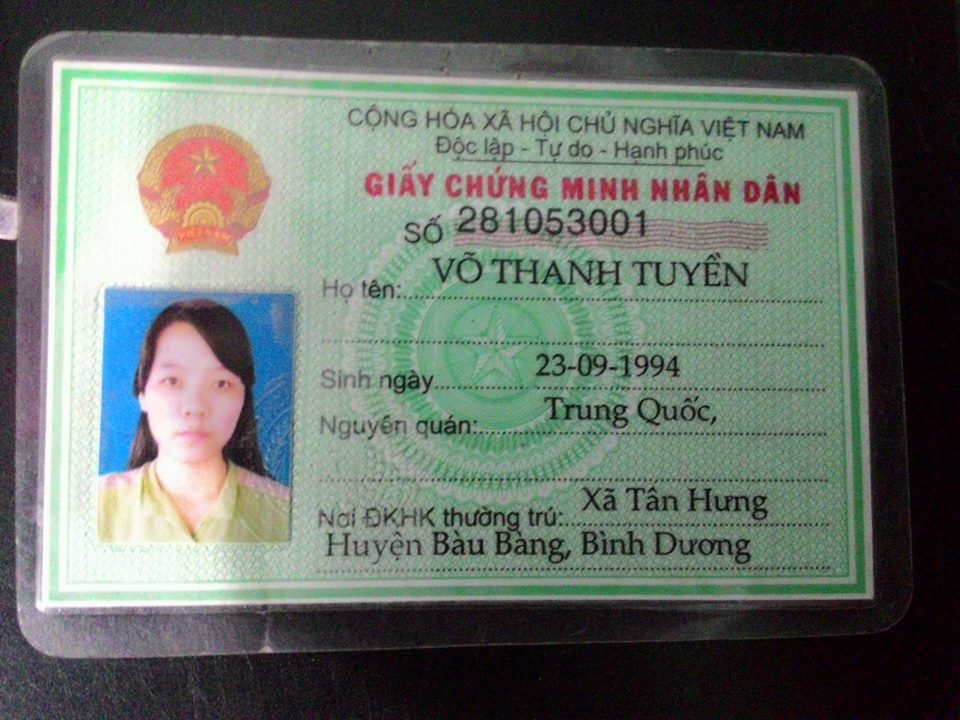 CỘNG HÒA XÃ HỘI CHỦ NGHĨA VIỆT NAM
Độc lập - Tự do - Hạnh phúc
GIẤY CHỨNG MINH NHÂN DÂN
SỐ 281053001
Họ tên: VÕ THANH TUYỀN
Sinh ngày 23-09-1994
Nguyên quán: Trung Quốc,
Nơi ĐKHK thường trú: Xã Tân Hưng
Huyện Bàu Bàng, Bình Dương
VIỆT NAM